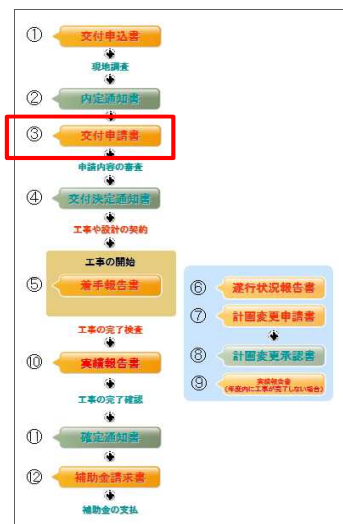 ① 交付申込書
現地調査
② 内定通知書
③ 交付申請書
申請内容の審査
④ 交付決定通知書
工事や設計の契約
工事の開始
⑤ 着手報告書
⑥ 遂行状況報告書
⑦ 計画変更申請書
⑧ 計画変更承認書
⑨ 実績報告書
(年度内に工事が完了しない場合)
工事の完了検査
⑩ 実績報告書
工事の完了確認
⑪ 確定通知書
⑫ 補助金請求書
補助金の支払